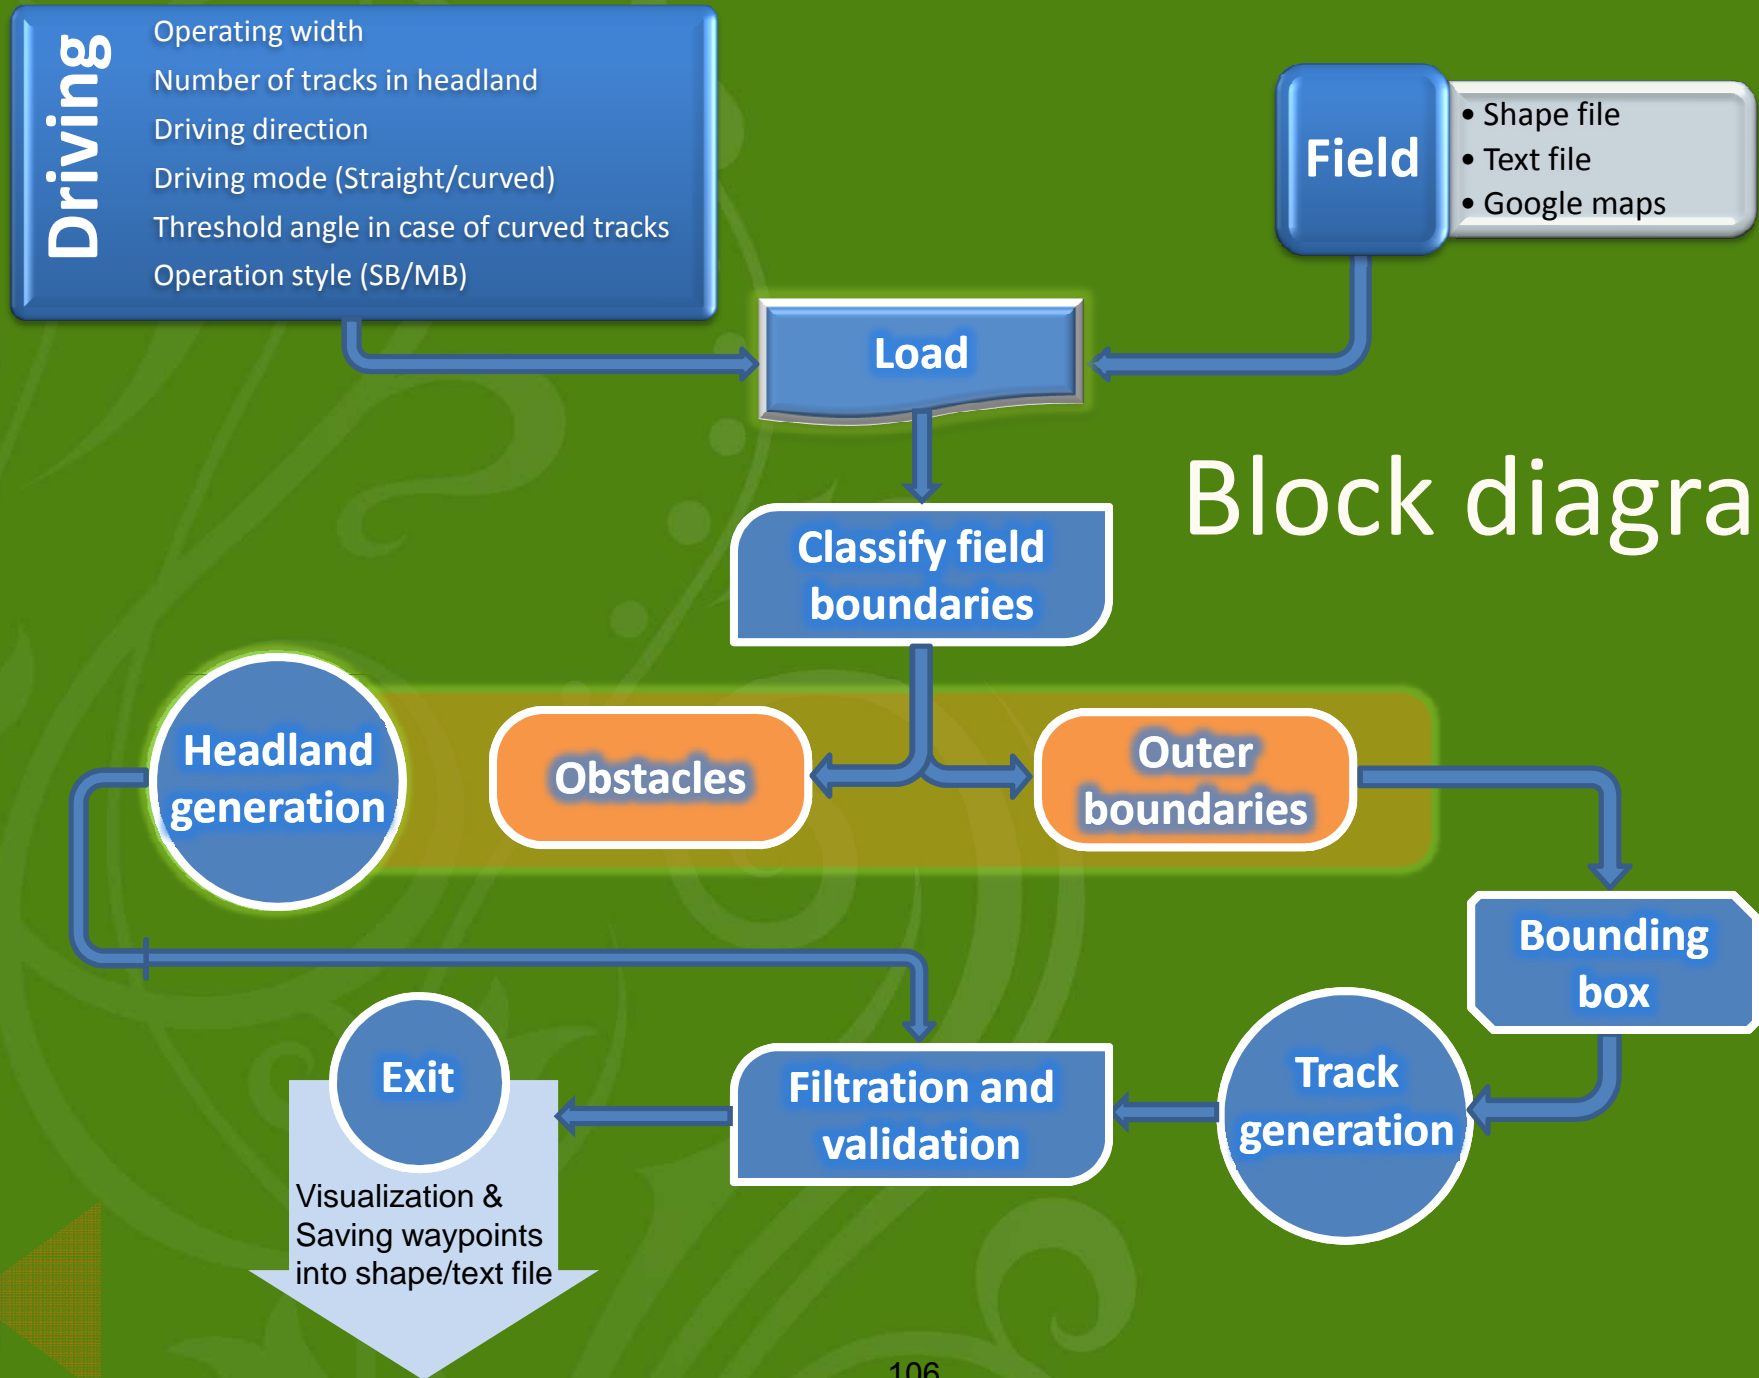 Driving
Operating width
Number of tracks in headland
Driving direction
Driving mode (Straight/curved)
Threshold angle in case of curved tracks
Operation style (SB/MB)
Field
• Shape file
• Text file
• Google maps
Load
Block diagra
Classify field
boundaries
Headland
generation
Obstacles
Outer
boundaries
Bounding
box
Exit
Filtration and
validation
Track
generation
Visualization &
Saving waypoints
into shape/text file
106